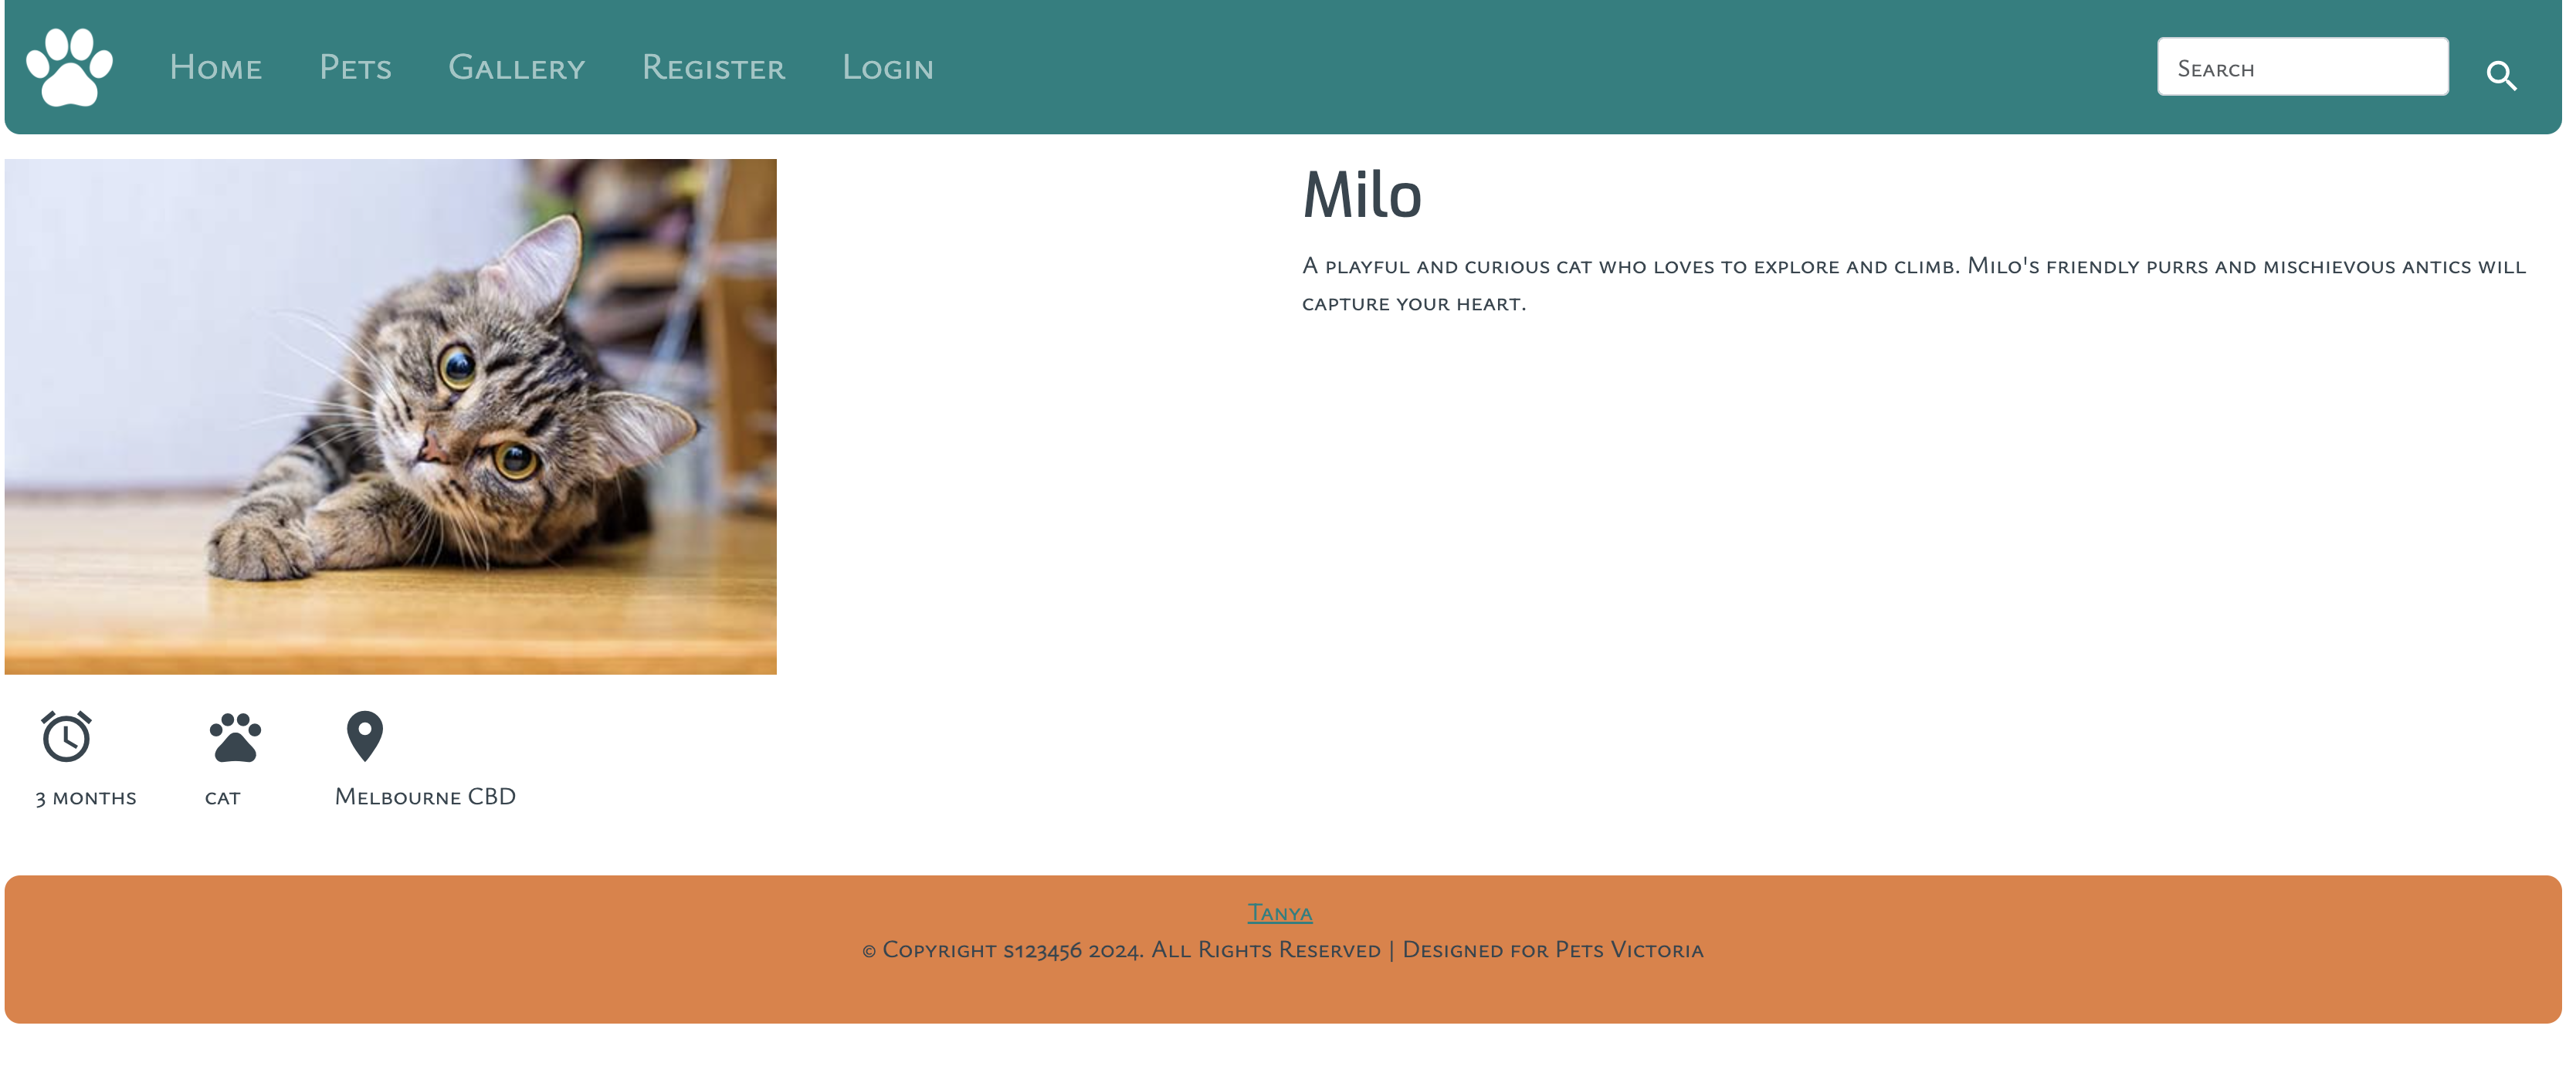 Home Pets Gallery Register Login Search
Milo
A playful and curious cat who loves to explore and climb. Milo's friendly purrs and mischievous antics will
capture your heart.
3 months cat Melbourne CBD
Tanya
© Copyright s123456 2024. All Rights Reserved | Designed for Pets Victoria